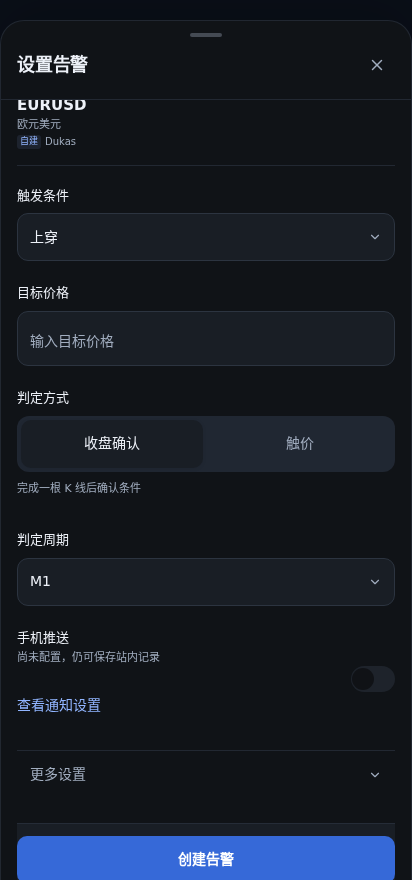 设置告警
EURUSD
欧元美元
自建 Dukas
触发条件
上穿
目标价格
输入目标价格
判定方式
收盘确认
触价
完成一根 K 线后确认条件
判定周期
M1
手机推送
尚未配置，仍可保存站内记录
查看通知设置
更多设置
创建告警